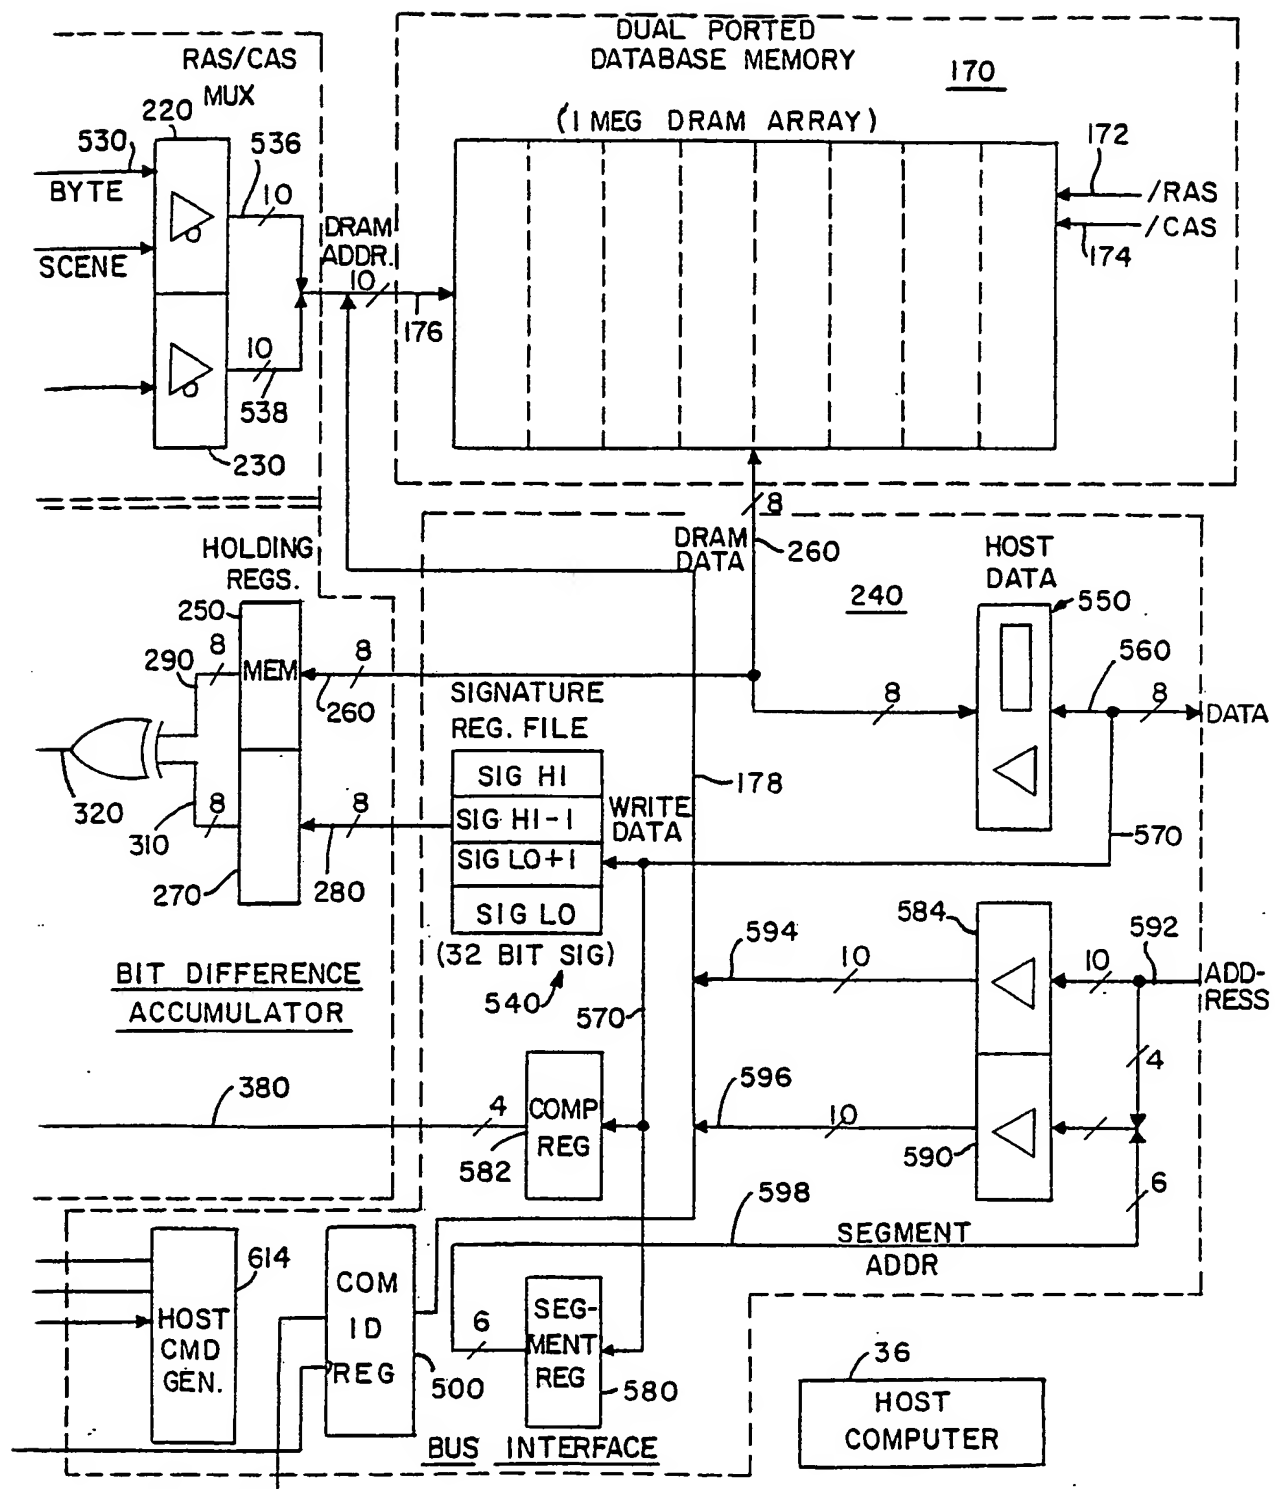 DUAL PORTED
DATABASE MEMORY
170
(1 MEG DRAM ARRAY)
RAS/CAS
MUX
220
530
536
BYTE
10
SCENE
DRAM
ADDR.
10
176
172
/RAS
/CAS
174
10
538
230
8
DRAM
DATA
260
HOLDING
REGS.
250
8
290
MEM
8
260
HOST
DATA
240
550
560
8
8
DATA
SIGNATURE
REG. FILE
SIG HI
SIG HI-1
SIG LO+1
SIG LO
(32 BIT SIG)
540
WRITE
DATA
178
570
320
310
8
8
270
280
BIT DIFFERENCE
ACCUMULATOR
584
592
594
10
10
ADD-
RESS
570
4
380
4
COMP
REG
582
596
10
590
6
598
SEGMENT
ADDR
614
HOST
CMD
GEN.
COM
ID
REG
500
6
SEG-
MENT
REG
580
36
HOST
COMPUTER
BUS INTERFACE